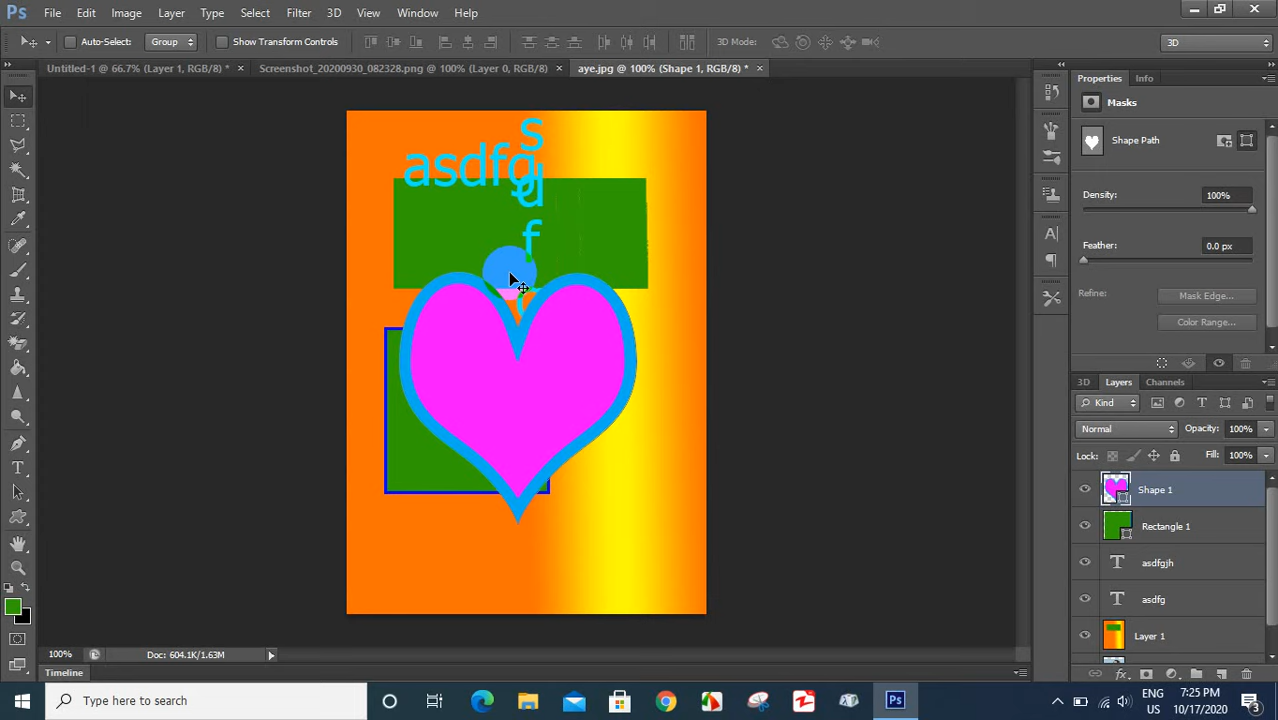 Ps File Edit Image Layer Type Select Filter 3D View Window Help
Auto-Select: Group Show Transform Controls 3D Mode: 3D
Untitled-1 @ 66.7% (Layer 1, RGB/8) * × Screenshot_20200930_082328.png @ 100% (Layer 0, RGB/8) × aye.jpg @ 100% (Shape 1, RGB/8) * ×
Properties Info
Masks
Shape Path
Density: 100%
Feather: 0.0 px
Refine: Mask Edge...
Color Range...
s
asdfg
d
f
3D Layers Channels
Kind
Normal Opacity: 100%
Lock: Fill: 100%
Shape 1
Rectangle 1
asdfgjh
asdfg
Layer 1
100% Doc: 604.1K/1.63M
Timeline
Type here to search
ENG 7:25 PM
US 10/17/2020
3